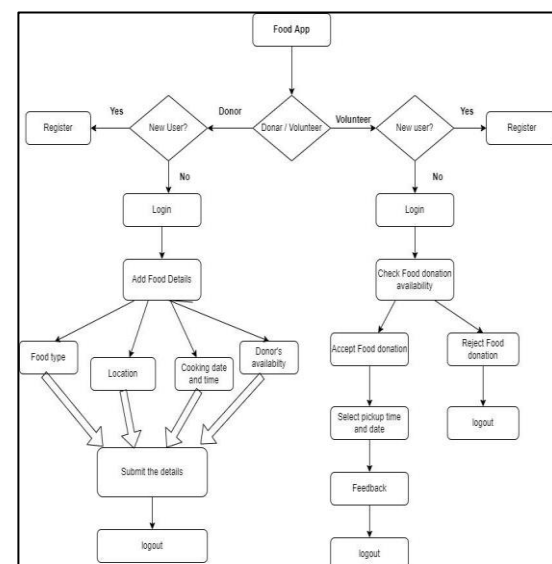 Food App
Yes
Donor
Volunteer
Yes
Register
New User?
Donar / Volunteer
New user?
Register
No
No
Login
Login
Add Food Details
Check Food donation
availability
Food type
Location
Cooking date
and time
Donor's
availabilty
Accept Food donation
Reject Food
donation
Select pickup time
and date
logout
Submit the details
Feedback
logout
logout